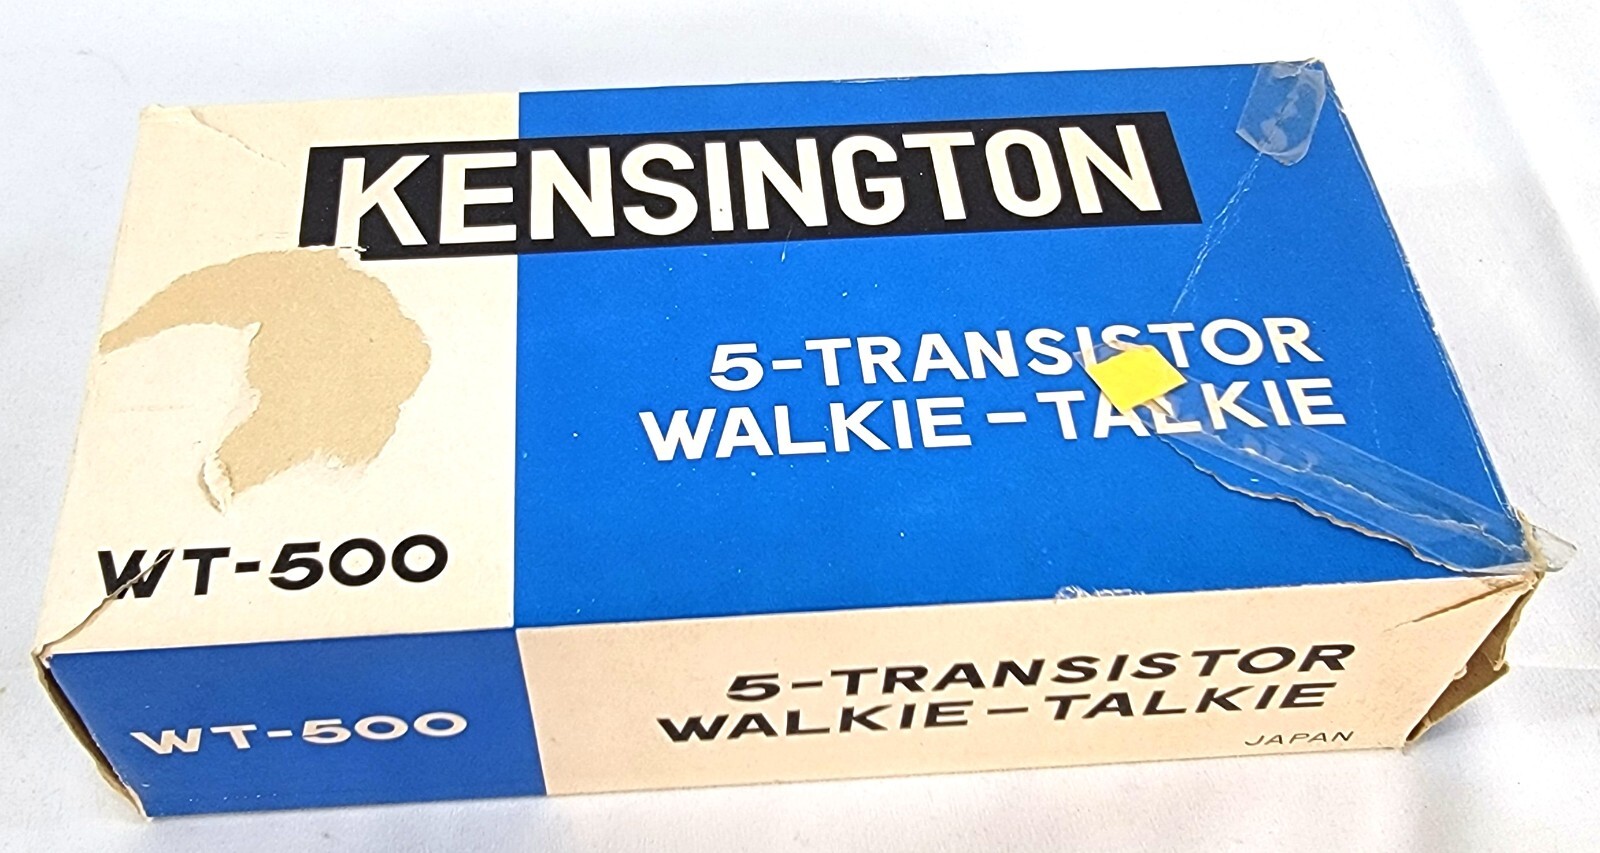 KENSINGTON
5-TRANSISTOR
WALKIE-TALKIE
WT-500
WT-500
5-TRANSISTOR
WALKIE-TALKIE
JAPAN